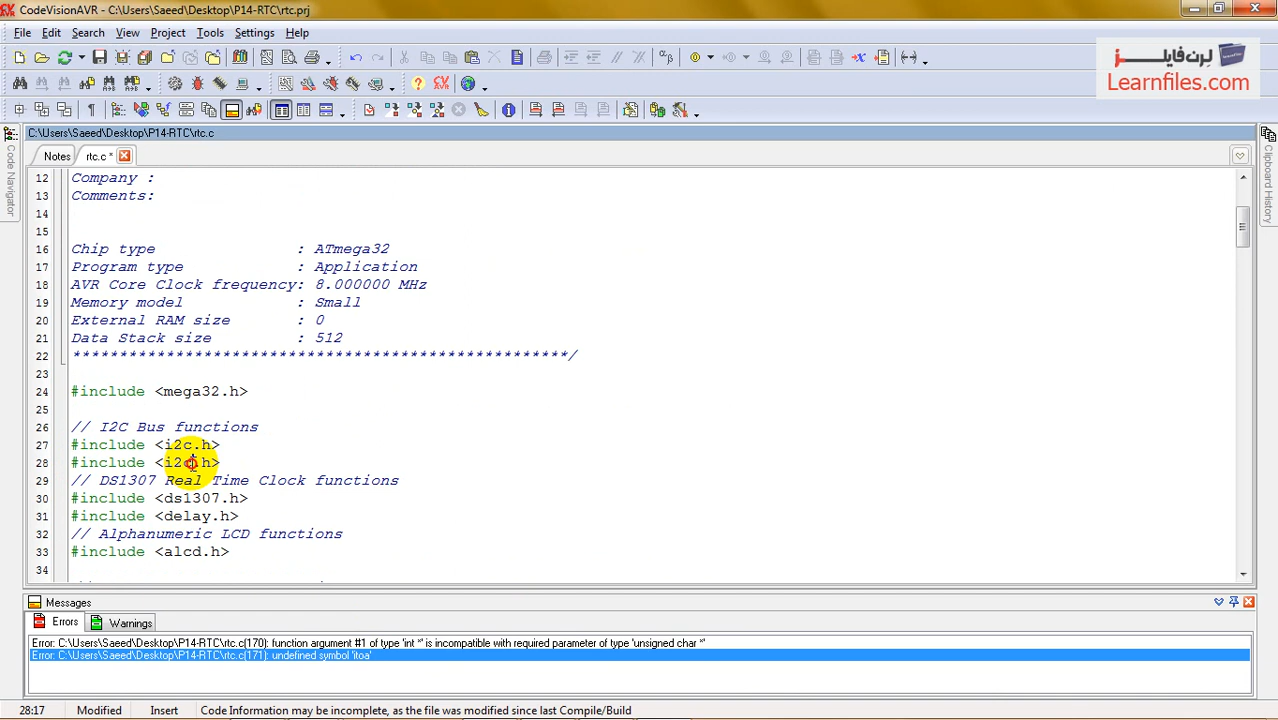 CodeVisionAVR - C:\Users\Saeed\Desktop\P14-RTC\rtc.prj
File Edit Search View Project Tools Settings Help
لرن‌فایلز
Learnfiles.com
C:\Users\Saeed\Desktop\P14-RTC\rtc.c
Code Navigator
Notes rtc.c *
Clipboard History
12 Company :
13 Comments:
14
15
16 Chip type : ATmega32
17 Program type : Application
18 AVR Core Clock frequency: 8.000000 MHz
19 Memory model : Small
20 External RAM size : 0
21 Data Stack size : 512
22 *****************************************************/
23
24 #include <mega32.h>
25
26 // I2C Bus functions
27 #include <i2c.h>
28 #include <i2c.h>
29 // DS1307 Real Time Clock functions
30 #include <ds1307.h>
31 #include <delay.h>
32 // Alphanumeric LCD functions
33 #include <alcd.h>
34
Messages
Errors Warnings
Error: C:\Users\Saeed\Desktop\P14-RTC\rtc.c(170): function argument #1 of type 'int *' is incompatible with required parameter of type 'unsigned char *'
Error: C:\Users\Saeed\Desktop\P14-RTC\rtc.c(171): undefined symbol 'itoa'
28:17 Modified Insert Code Information may be incomplete, as the file was modified since last Compile/Build